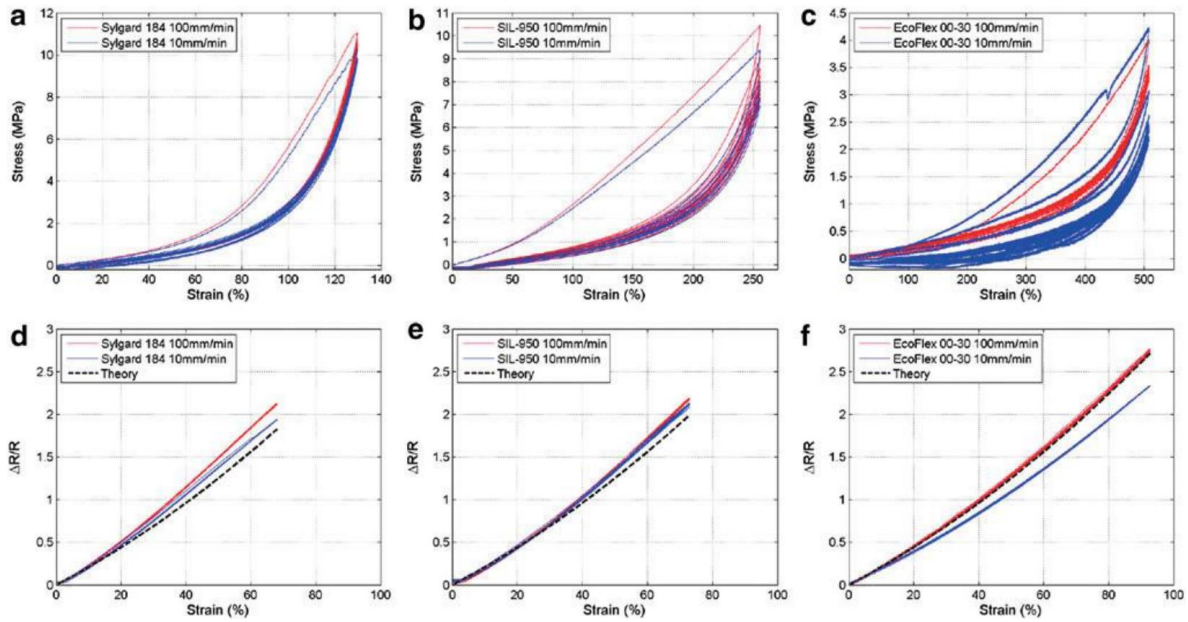 a
Sylgard 184 100mm/min
Sylgard 184 10mm/min
Stress (MPa)
12
10
8
6
4
2
0
0 20 40 60 80 100 120 140
Strain (%)
b
SIL-950 100mm/min
SIL-950 10mm/min
Stress (MPa)
11
10
9
8
7
6
5
4
3
2
1
0
0 50 100 150 200 250
Strain (%)
c
EcoFlex 00-30 100mm/min
EcoFlex 00-30 10mm/min
Stress (MPa)
4.5
4
3.5
3
2.5
2
1.5
1
0.5
0
0 100 200 300 400 500
Strain (%)
d
Sylgard 184 100mm/min
Sylgard 184 10mm/min
Theory
ΔR/R
3
2.5
2
1.5
1
0.5
0
0 20 40 60 80 100
Strain (%)
e
SIL-950 100mm/min
SIL-950 10mm/min
Theory
ΔR/R
3
2.5
2
1.5
1
0.5
0
0 20 40 60 80 100
Strain (%)
f
EcoFlex 00-30 100mm/min
EcoFlex 00-30 10mm/min
Theory
ΔR/R
3
2.5
2
1.5
1
0.5
0
0 20 40 60 80 100
Strain (%)